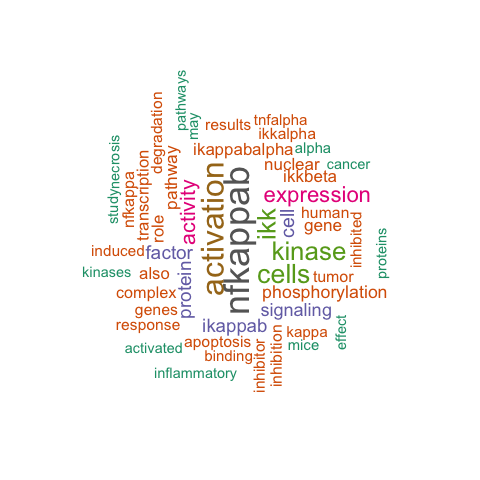 pathways
may
results
tnfalpha
ikkalpha
degradation
ikappabalpha
alpha
necrosis
study
nfkappa
transcription
pathway
role
activity
activation
nfkappab
nuclear
cancer
ikkbeta
expression
ikk
cell
human
gene
inhibited
proteins
induced
factor
kinase
kinases
also
protein
cells
tumor
complex
phosphorylation
genes
signaling
response
ikappab
kappa
effect
activated
apoptosis
mice
binding
inhibitor
inhibition
inflammatory